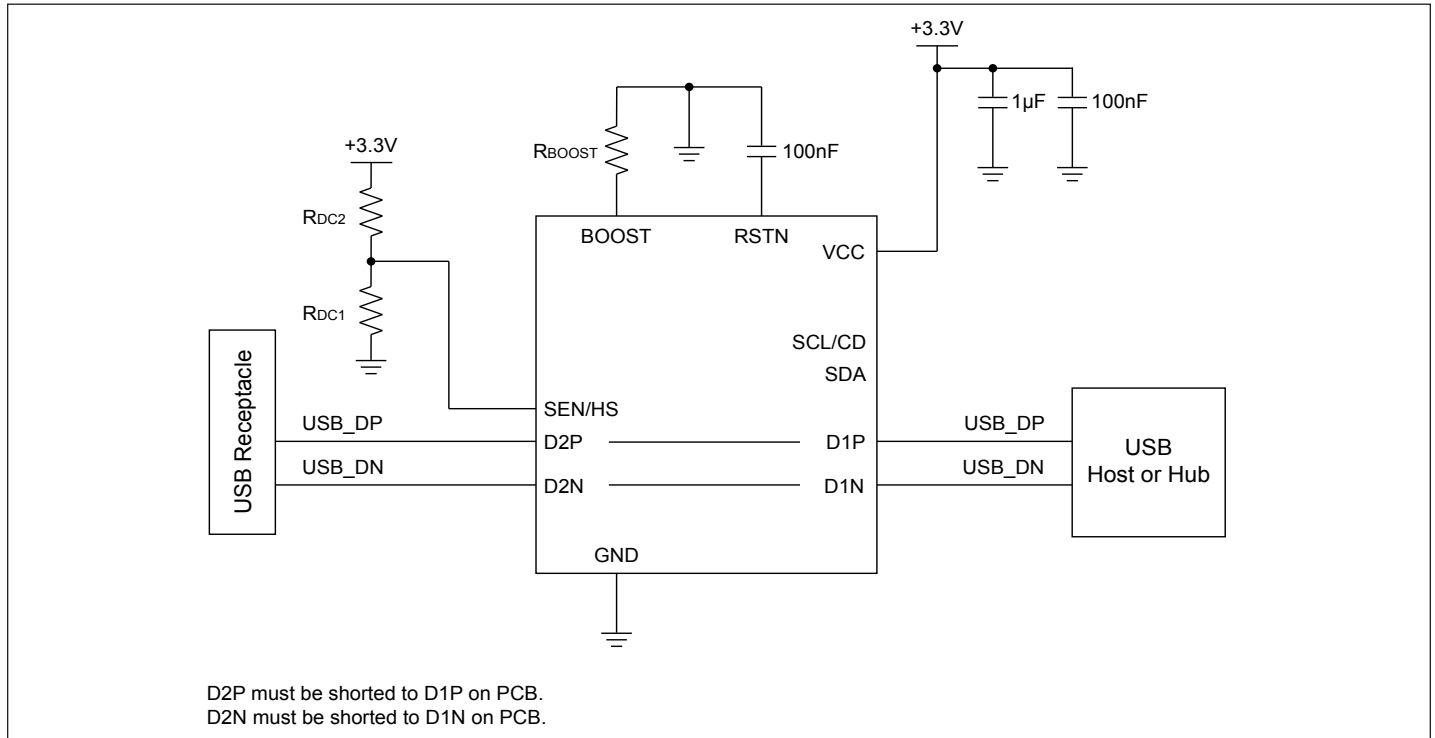 +3.3V
1µF
100nF
+3.3V
RBOOST
100nF
RDC2
BOOST
RSTN
VCC
RDC1
SCL/CD
SDA
USB Receptacle
SEN/HS
USB_DP
D2P
D1P
USB_DP
USB_DN
D2N
D1N
USB_DN
USB
Host or Hub
GND
D2P must be shorted to D1P on PCB.
D2N must be shorted to D1N on PCB.